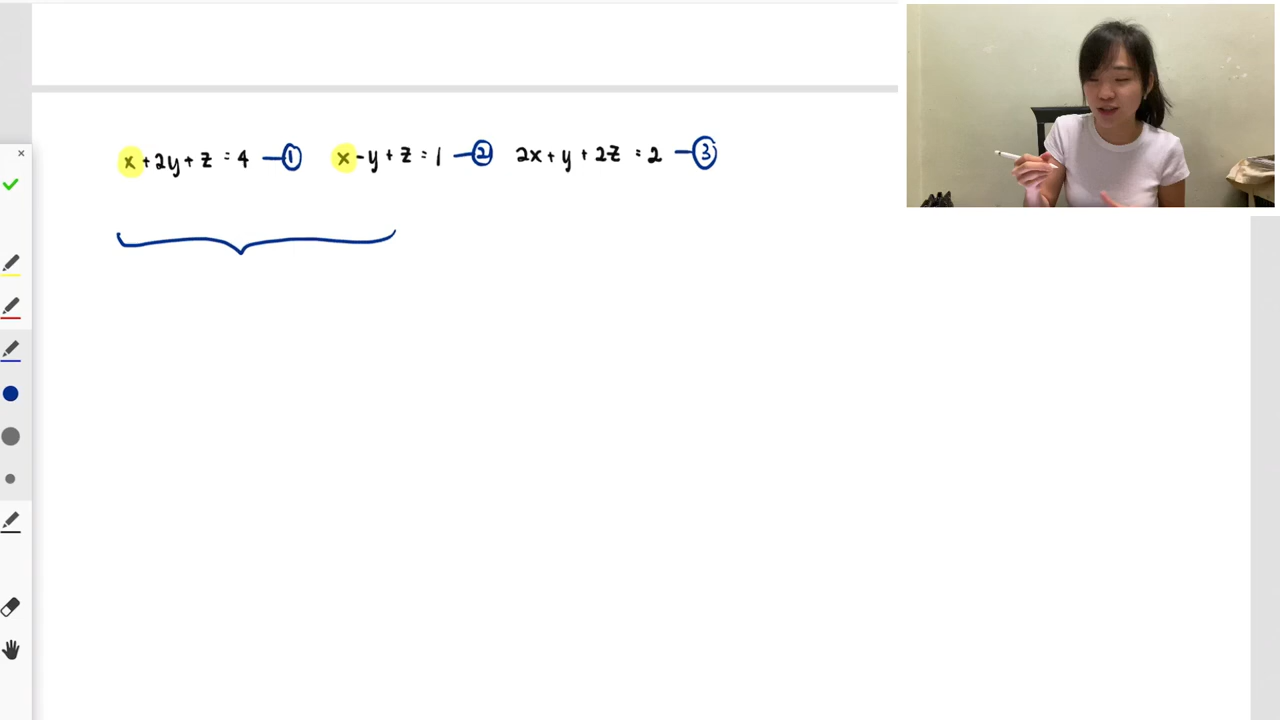 x+2y+z=4 —① x-y+z=1 —② 2x+y+2z=2 —③